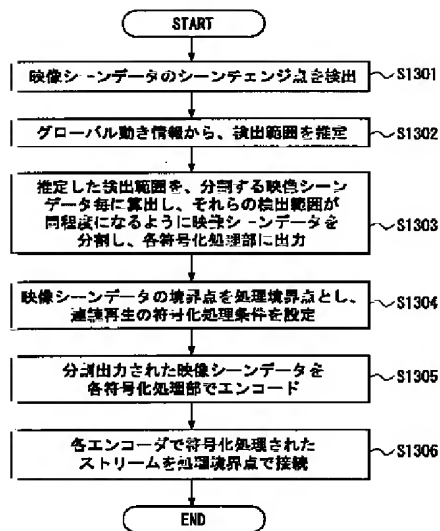 START
映像シーンデータのシーンチェンジ点を検出
S1301
グローバル動き情報から、検出範囲を推定
S1302
推定した検出範囲を、分割する映像シーン
データ毎に算出し、それらの検出範囲が
同程度になるように映像シーンデータを
分割し、各符号化処理部に出力
S1303
映像シーンデータの境界点を処理境界点とし、
連続再生の符号化処理条件を設定
S1304
分割出力された映像シーンデータを
各符号化処理部でエンコード
S1305
各エンコーダで符号化処理された
ストリームを処理境界点で接続
S1306
END